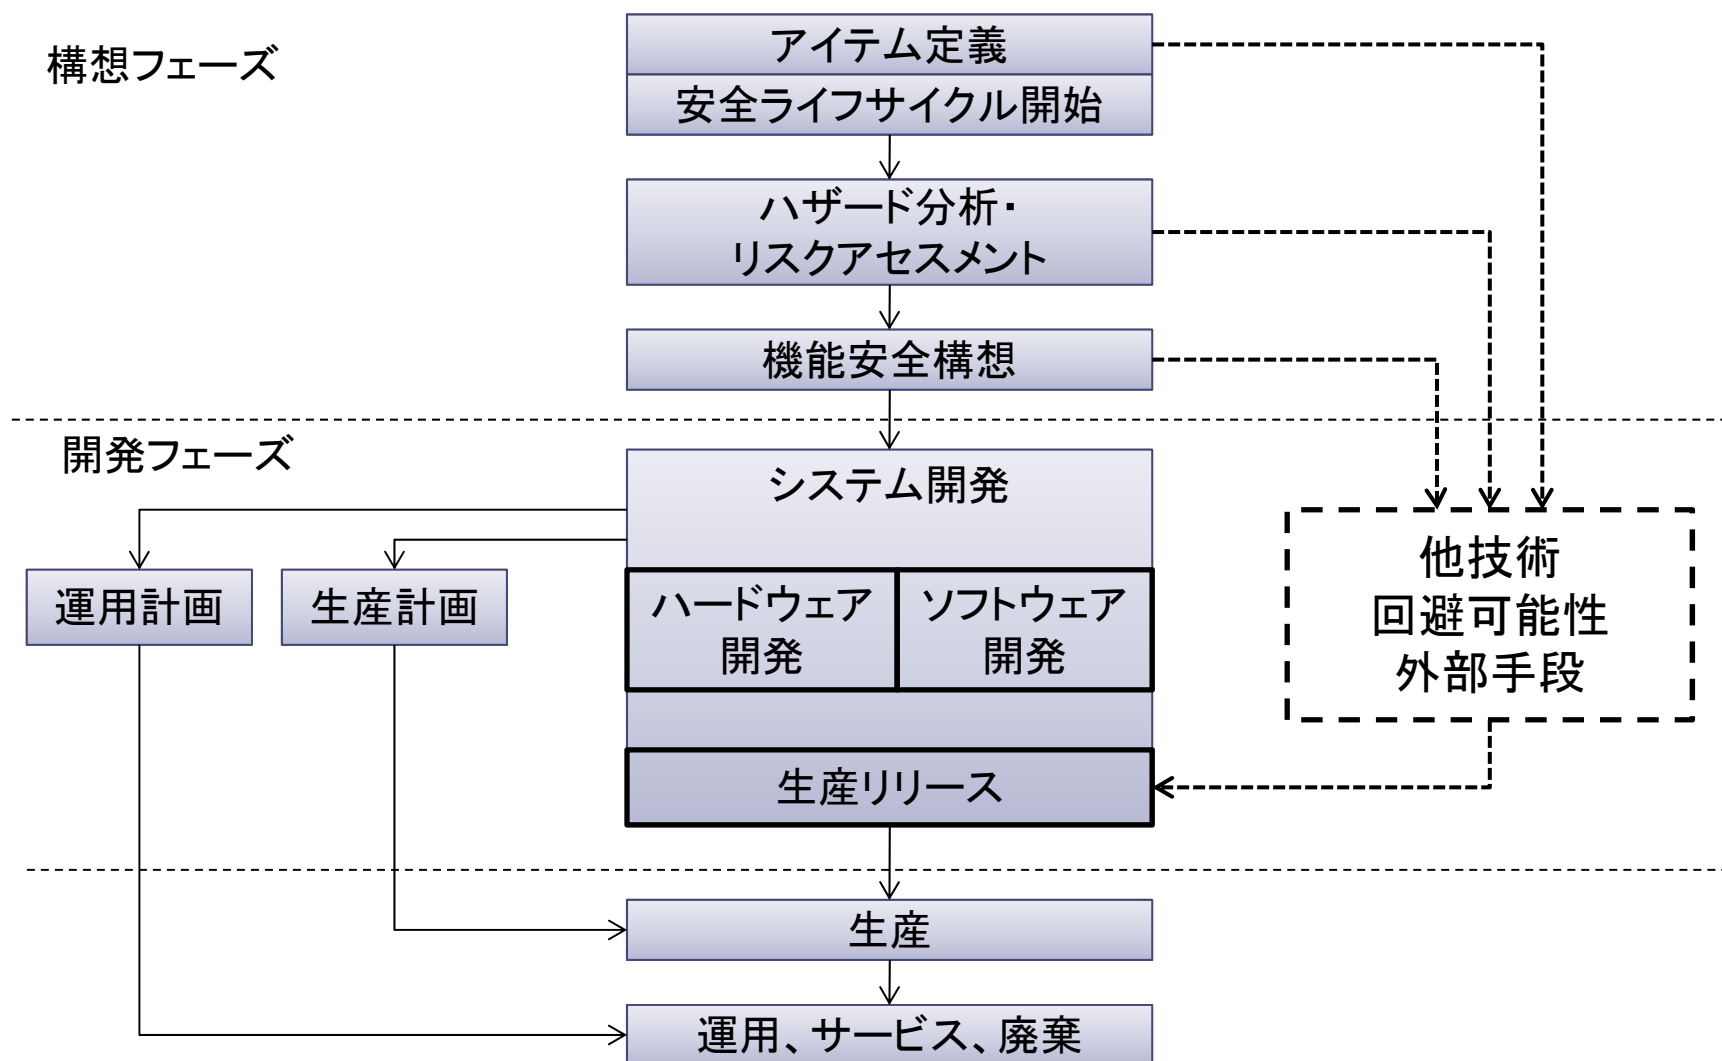 構想フェーズ
アイテム定義
安全ライフサイクル開始
ハザード分析・
リスクアセスメント
機能安全構想
開発フェーズ
システム開発
運用計画
生産計画
ハードウェア
開発
ソフトウェア
開発
他技術
回避可能性
外部手段
生産リリース
生産
運用、サービス、廃棄